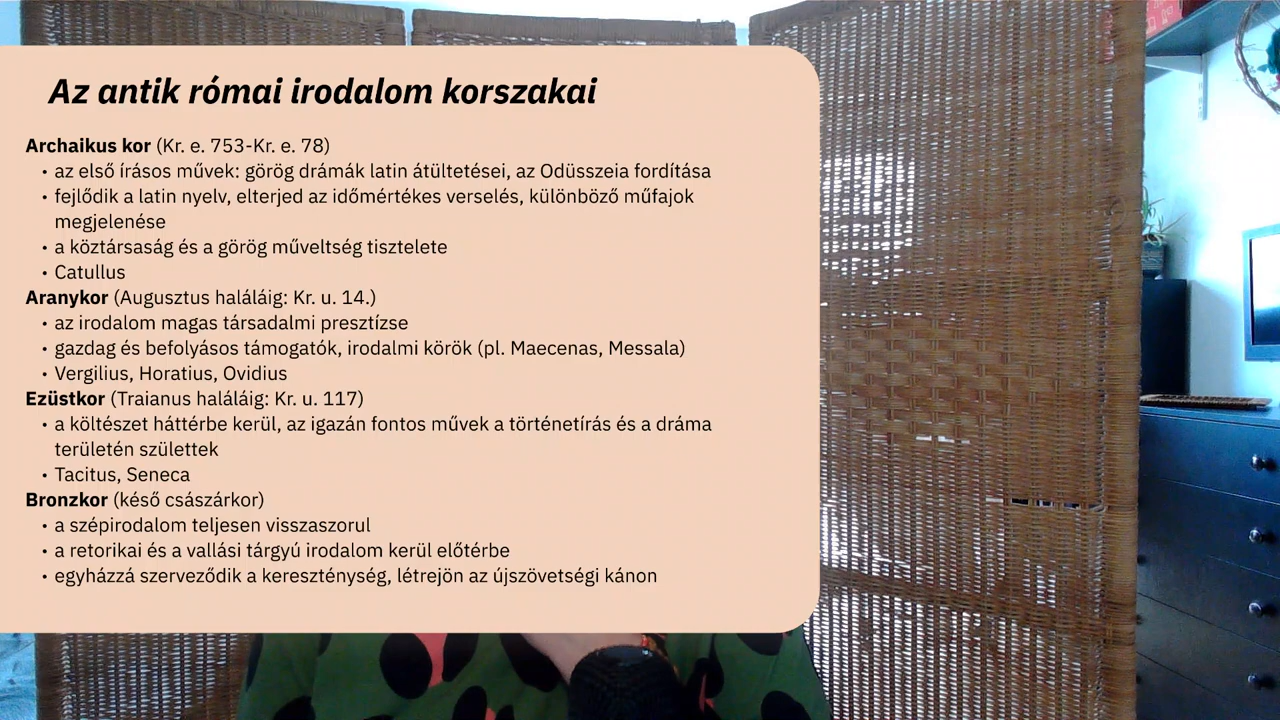 Az antik római irodalom korszakai
Archaikus kor (Kr. e. 753-Kr. e. 78)
• az első írásos művek: görög drámák latin átültetései, az Odüsszeia fordítása
• fejlődik a latin nyelv, elterjed az időmértékes verselés, különböző műfajok
megjelenése
• a köztársaság és a görög műveltség tisztelete
• Catullus
Aranykor (Augusztus haláláig: Kr. u. 14.)
• az irodalom magas társadalmi presztízse
• gazdag és befolyásos támogatók, irodalmi körök (pl. Maecenas, Messala)
• Vergilius, Horatius, Ovidius
Ezüstkor (Traianus haláláig: Kr. u. 117)
• a költészet háttérbe kerül, az igazán fontos művek a történetírás és a dráma
területén születtek
• Tacitus, Seneca
Bronzkor (késő császárkor)
• a szépirodalom teljesen visszaszorul
• a retorikai és a vallási tárgyú irodalom kerül előtérbe
• egyházzá szerveződik a kereszténység, létrejön az újszövetségi kánon